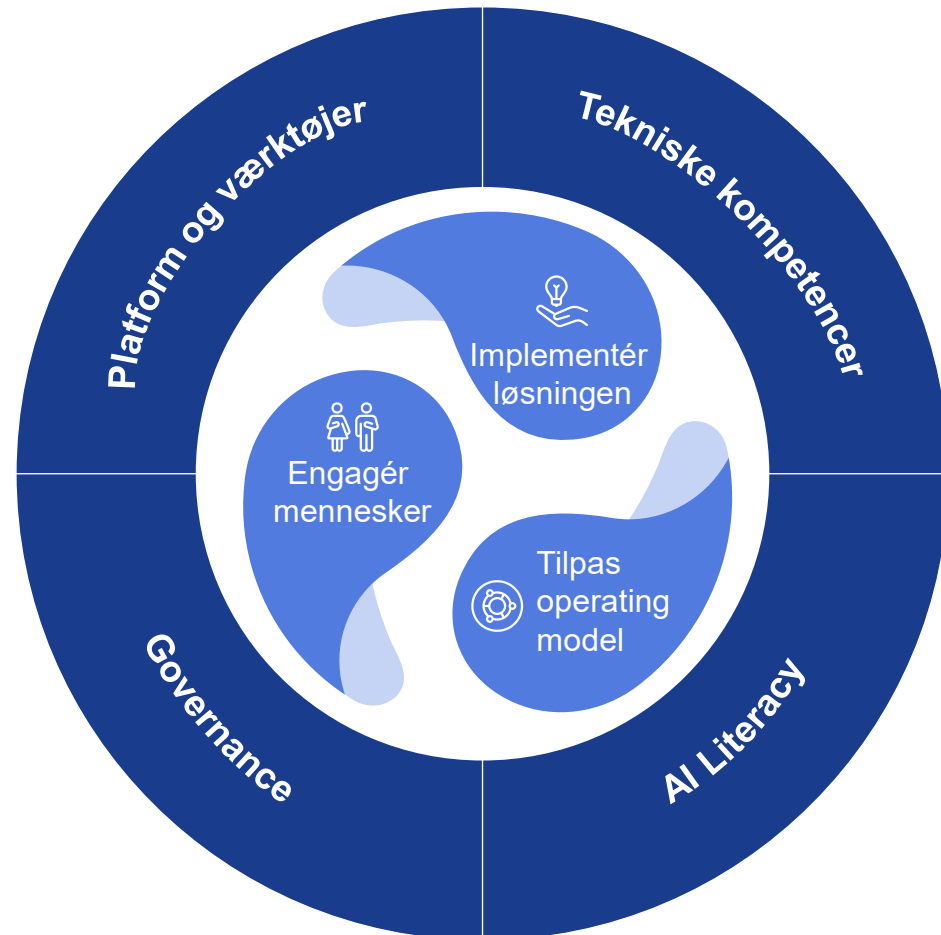 Platform og værktøjer
Tekniske kompetencer
Implementér
løsningen
Engagér
mennesker
Tilpas
operating
model
Governance
AI Literacy